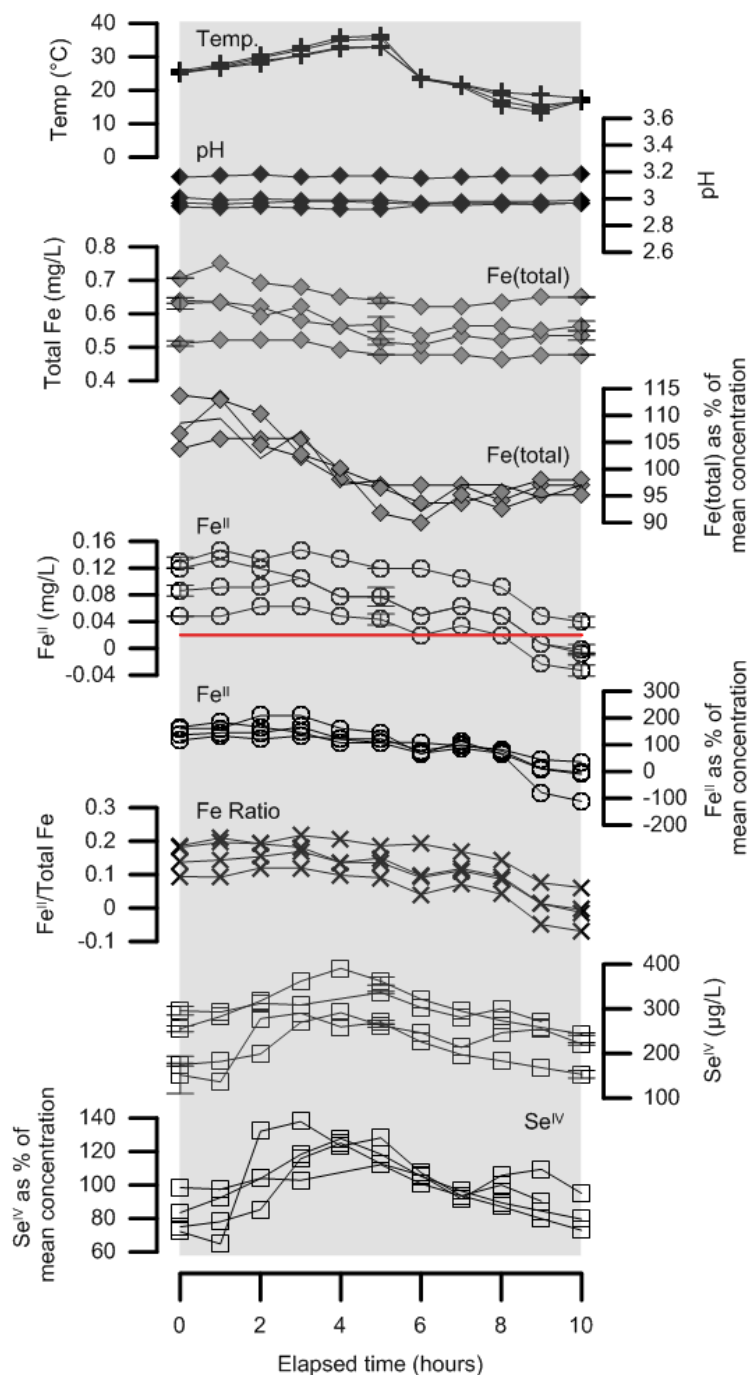 40
30
20
10
0
Temp (°C)
Temp.
3.6
3.4
3.2
3
2.8
2.6
pH
pH
0.8
0.7
0.6
0.5
0.4
Total Fe (mg/L)
Fe(total)
115
110
105
100
95
90
Fe(total) as % of
mean concentration
Fe(total)
0.16
0.12
0.08
0.04
0
-0.04
Feᴵᴵ (mg/L)
Feᴵᴵ
300
200
100
0
-100
-200
Feᴵᴵ as % of
mean concentration
Feᴵᴵ
0.3
0.2
0.1
0
-0.1
Feᴵᴵ/Total Fe
Fe Ratio
400
300
200
100
Seᴵⱽ (µg/L)
140
120
100
80
60
Seᴵⱽ as % of
mean concentration
Seᴵⱽ
0 2 4 6 8 10
Elapsed time (hours)